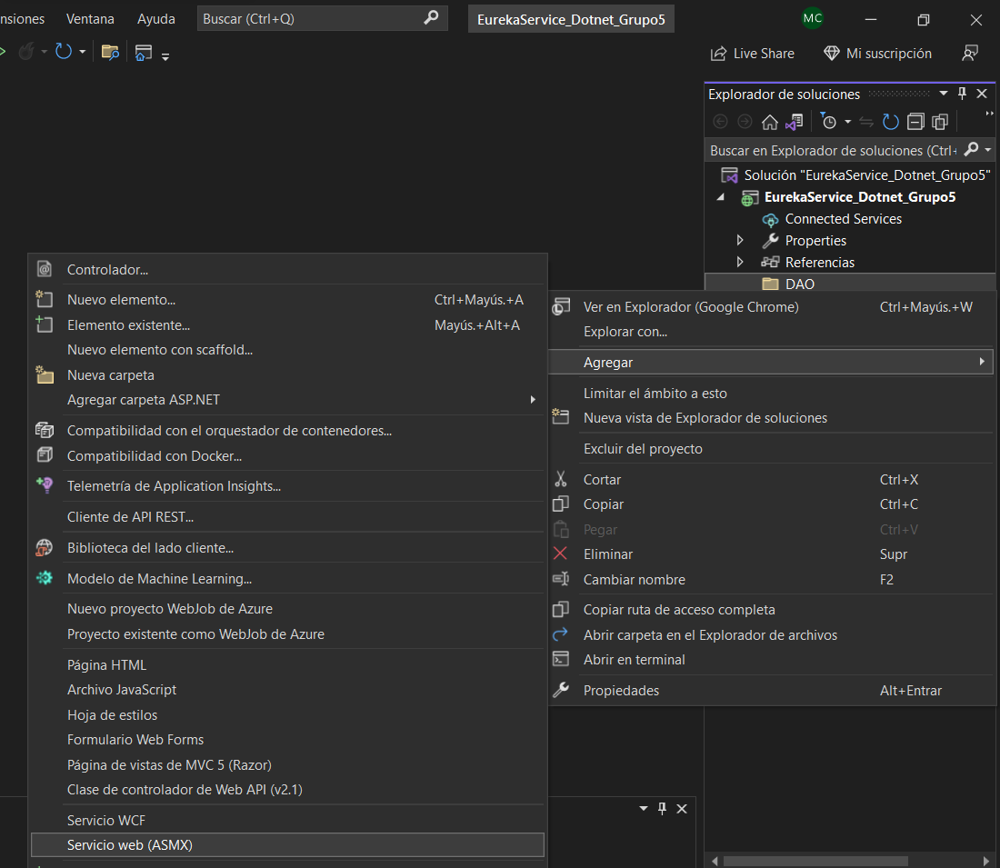 nsiones Ventana Ayuda Buscar (Ctrl+Q) EurekaService_Dotnet_Grupo5 MC
Live Share Mi suscripción
Explorador de soluciones
Buscar en Explorador de soluciones (Ctrl+
Solución "EurekaService_Dotnet_Grupo5"
EurekaService_Dotnet_Grupo5
Connected Services
Properties
Referencias
DAO
Ver en Explorador (Google Chrome) Ctrl+Mayús.+W
Explorar con...
Agregar
Limitar el ámbito a esto
Nueva vista de Explorador de soluciones
Excluir del proyecto
Cortar Ctrl+X
Copiar Ctrl+C
Pegar Ctrl+V
Eliminar Supr
Cambiar nombre F2
Copiar ruta de acceso completa
Abrir carpeta en el Explorador de archivos
Abrir en terminal
Propiedades Alt+Entrar
Controlador...
Nuevo elemento... Ctrl+Mayús.+A
Elemento existente... Mayús.+Alt+A
Nuevo elemento con scaffold...
Nueva carpeta
Agregar carpeta ASP.NET
Compatibilidad con el orquestador de contenedores...
Compatibilidad con Docker...
Telemetría de Application Insights...
Cliente de API REST...
Biblioteca del lado cliente...
Modelo de Machine Learning...
Nuevo proyecto WebJob de Azure
Proyecto existente como WebJob de Azure
Página HTML
Archivo JavaScript
Hoja de estilos
Formulario Web Forms
Página de vistas de MVC 5 (Razor)
Clase de controlador de Web API (v2.1)
Servicio WCF
Servicio web (ASMX)